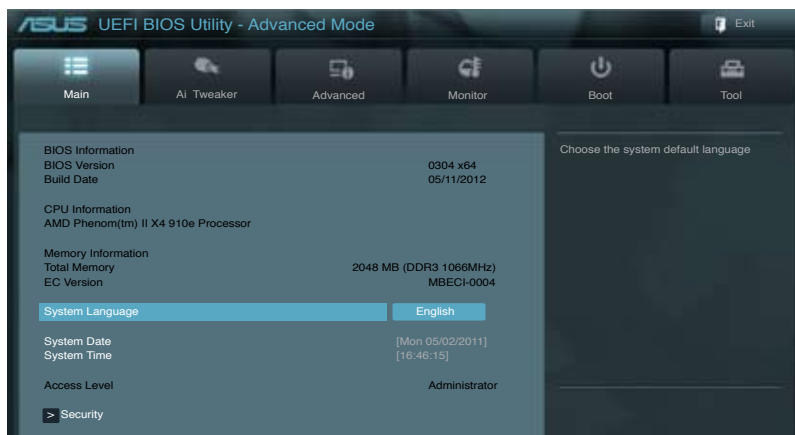 ASUS UEFI BIOS Utility - Advanced Mode
Exit
Main Ai Tweaker Advanced Monitor Boot Tool
Choose the system default language
BIOS Information
BIOS Version 0304 x64
Build Date 05/11/2012
CPU Information
AMD Phenom(tm) II X4 910e Processor
Memory Information
Total Memory 2048 MB (DDR3 1066MHz)
EC Version MBECI-0004
System Language English
System Date [Mon 05/02/2011]
System Time [16:46:15]
Access Level Administrator
> Security